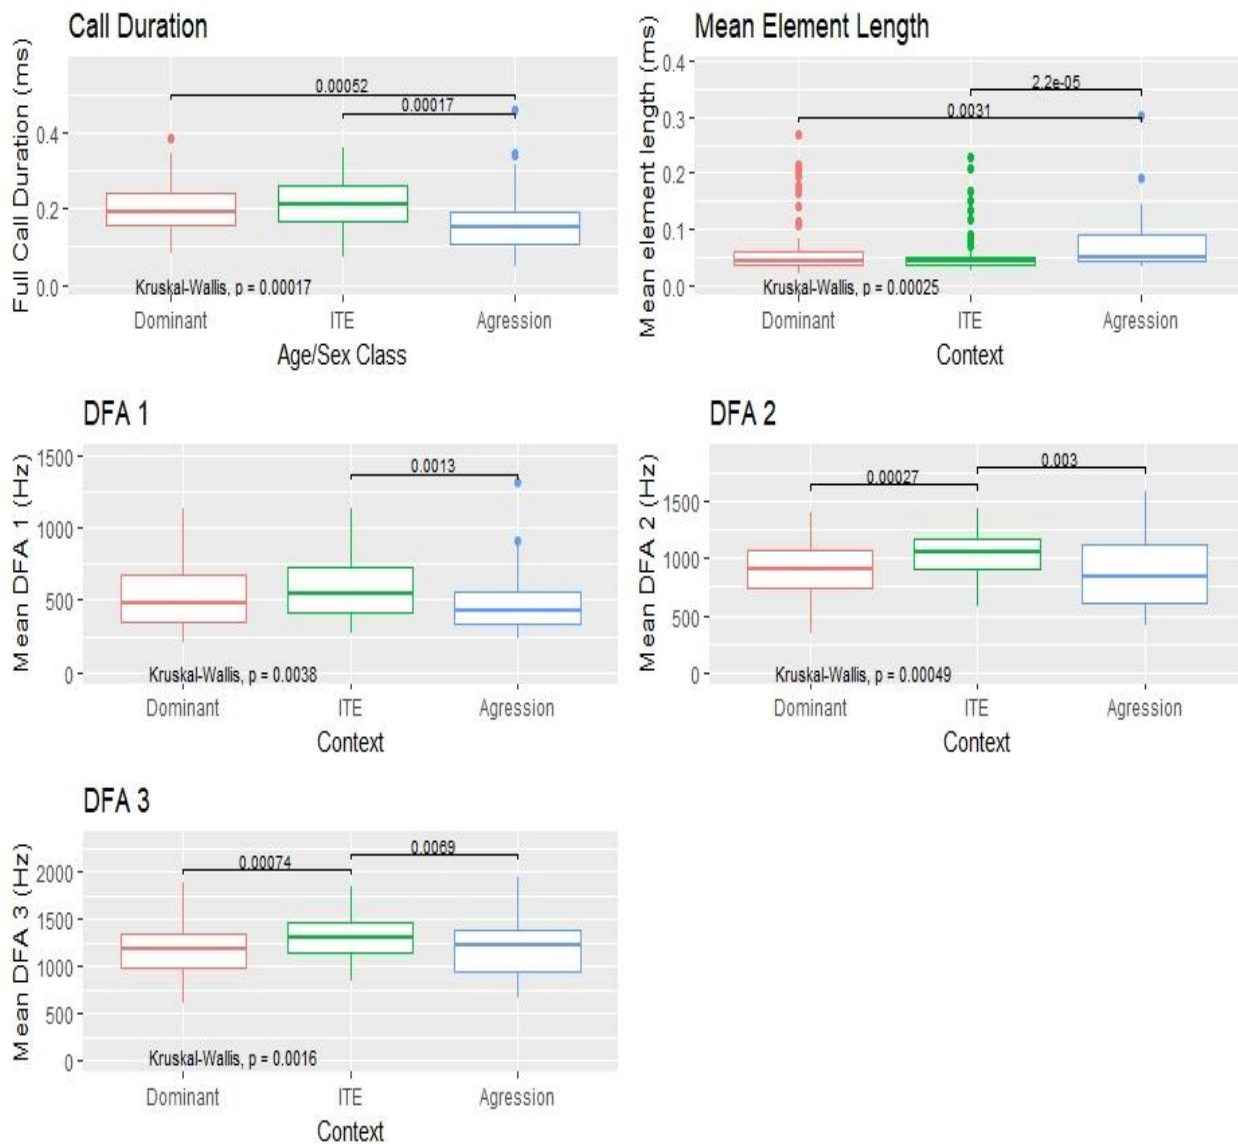 Call Duration
Full Call Duration (ms)
0.4
0.2
0.0
0.00052
0.00017
Kruskal-Wallis, p = 0.00017
Dominant ITE Agression
Age/Sex Class
Mean Element Length
Mean element length (ms)
0.4
0.3
0.2
0.1
0.0
2.2e-05
0.0031
Kruskal-Wallis, p = 0.00025
Dominant ITE Agression
Context
DFA 1
Mean DFA 1 (Hz)
1500
1000
500
0
0.0013
Kruskal-Wallis, p = 0.0038
Dominant ITE Agression
Context
DFA 2
Mean DFA 2 (Hz)
1500
1000
500
0
0.003
0.00027
Kruskal-Wallis, p = 0.00049
Dominant ITE Agression
Context
DFA 3
Mean DFA 3 (Hz)
2000
1500
1000
500
0
0.0069
0.00074
Kruskal-Wallis, p = 0.0016
Dominant ITE Agression
Context